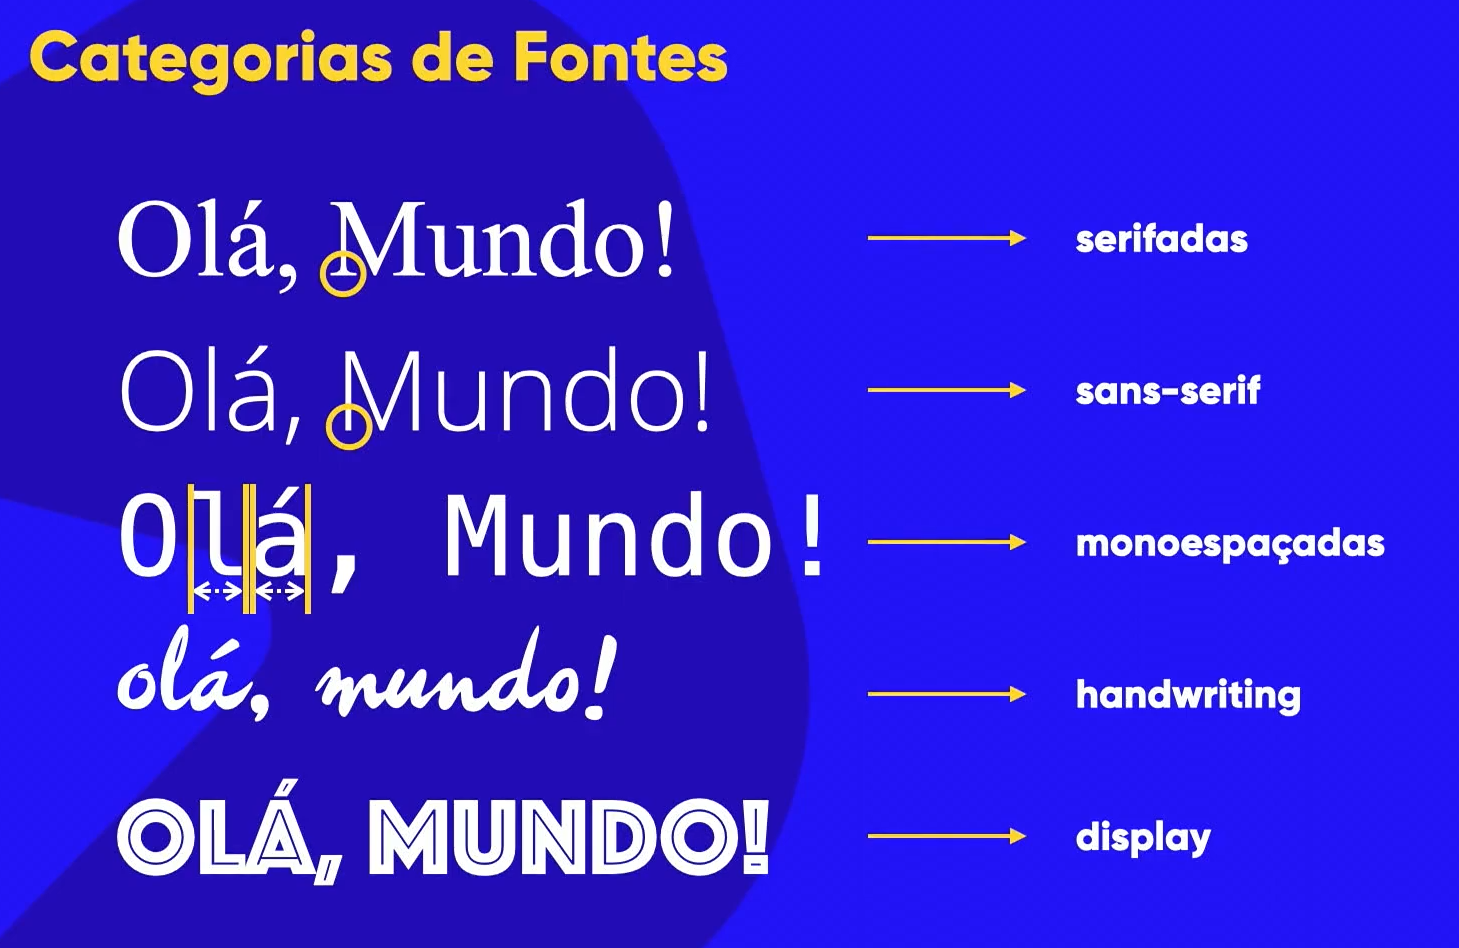 Categorias de Fontes
Olá, Mundo!
serifadas
Olá, Mundo!
sans-serif
Olá, Mundo!
monoespaçadas
olá, mundo!
handwriting
OLÁ, MUNDO!
display